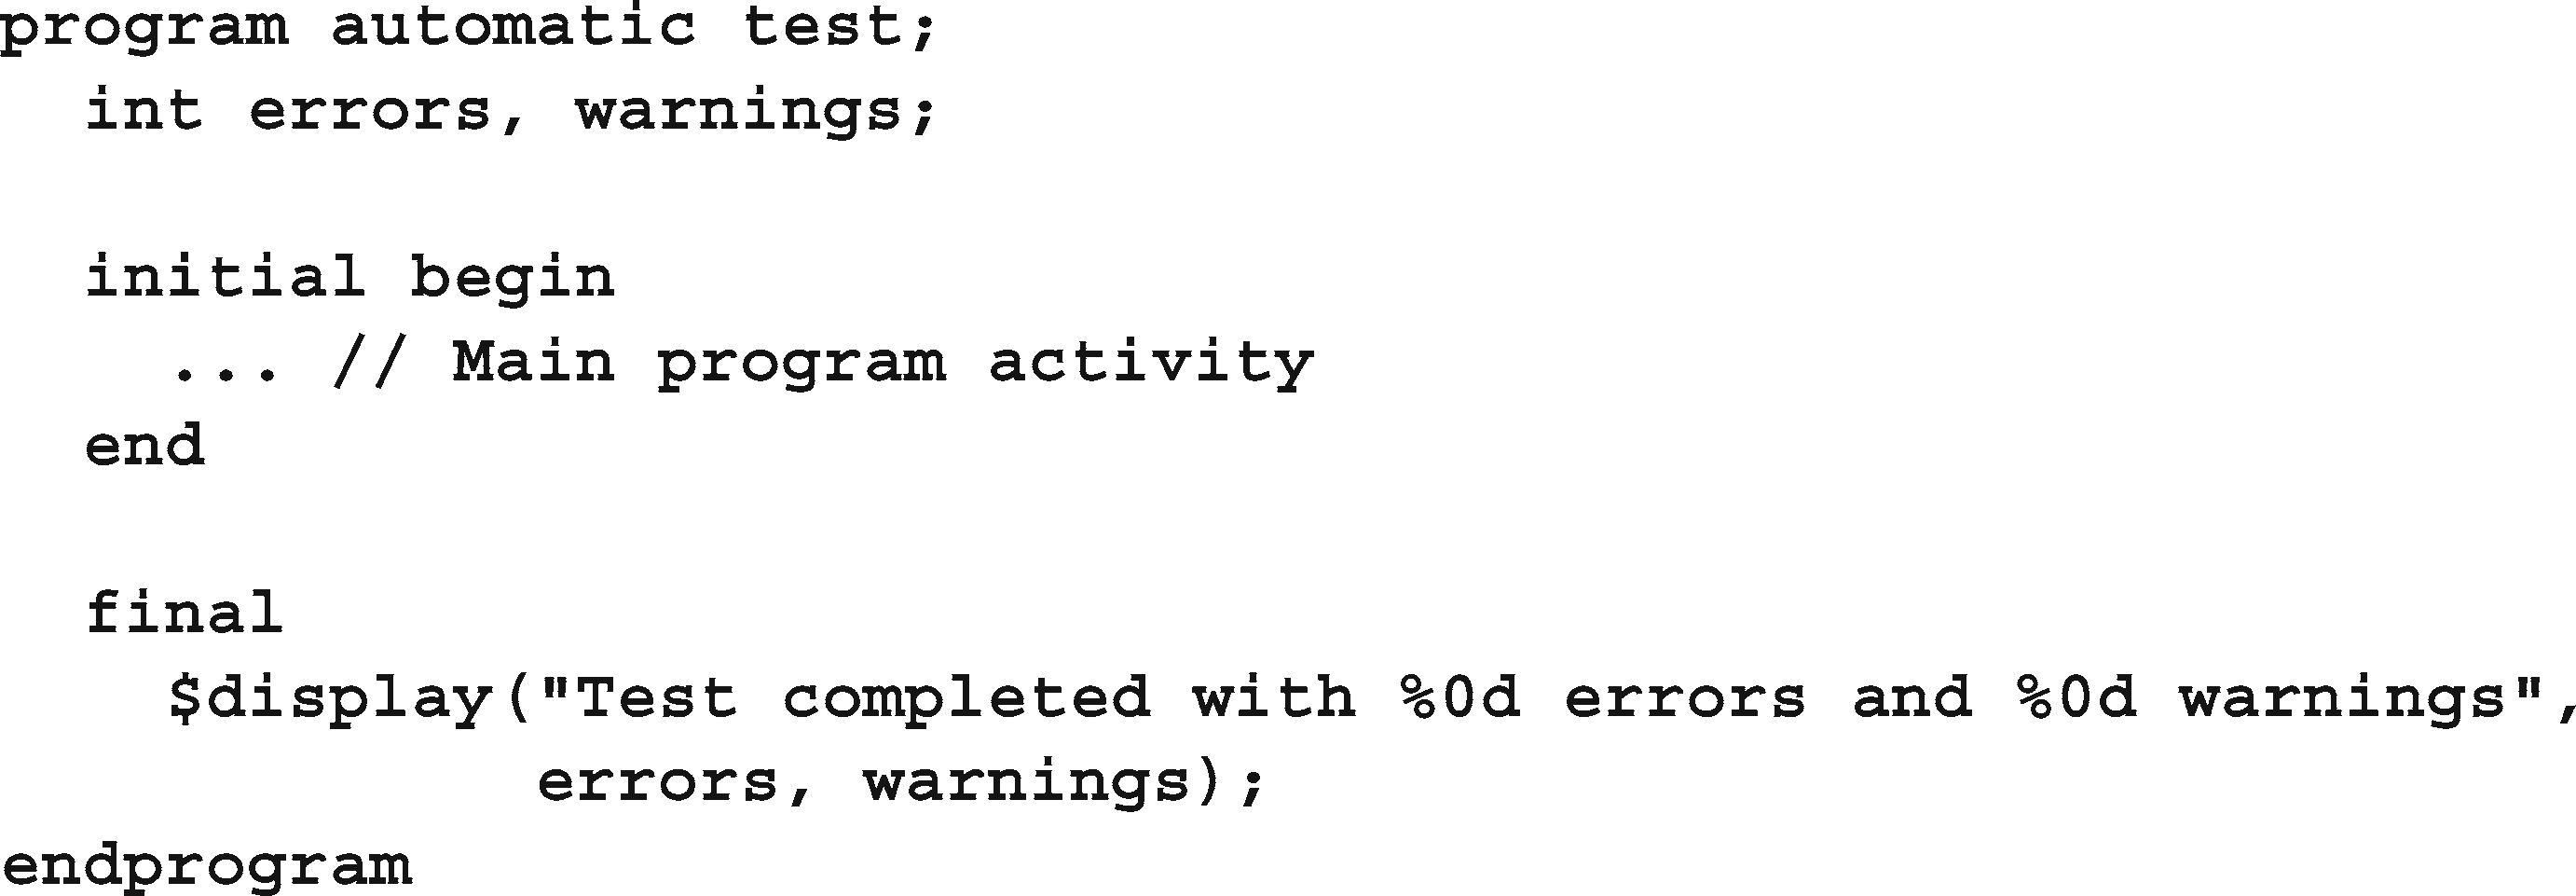 program automatic test;
  int errors, warnings;

  initial begin
    ... // Main program activity
  end

  final
    $display("Test completed with %0d errors and %0d warnings",
             errors, warnings);
endprogram